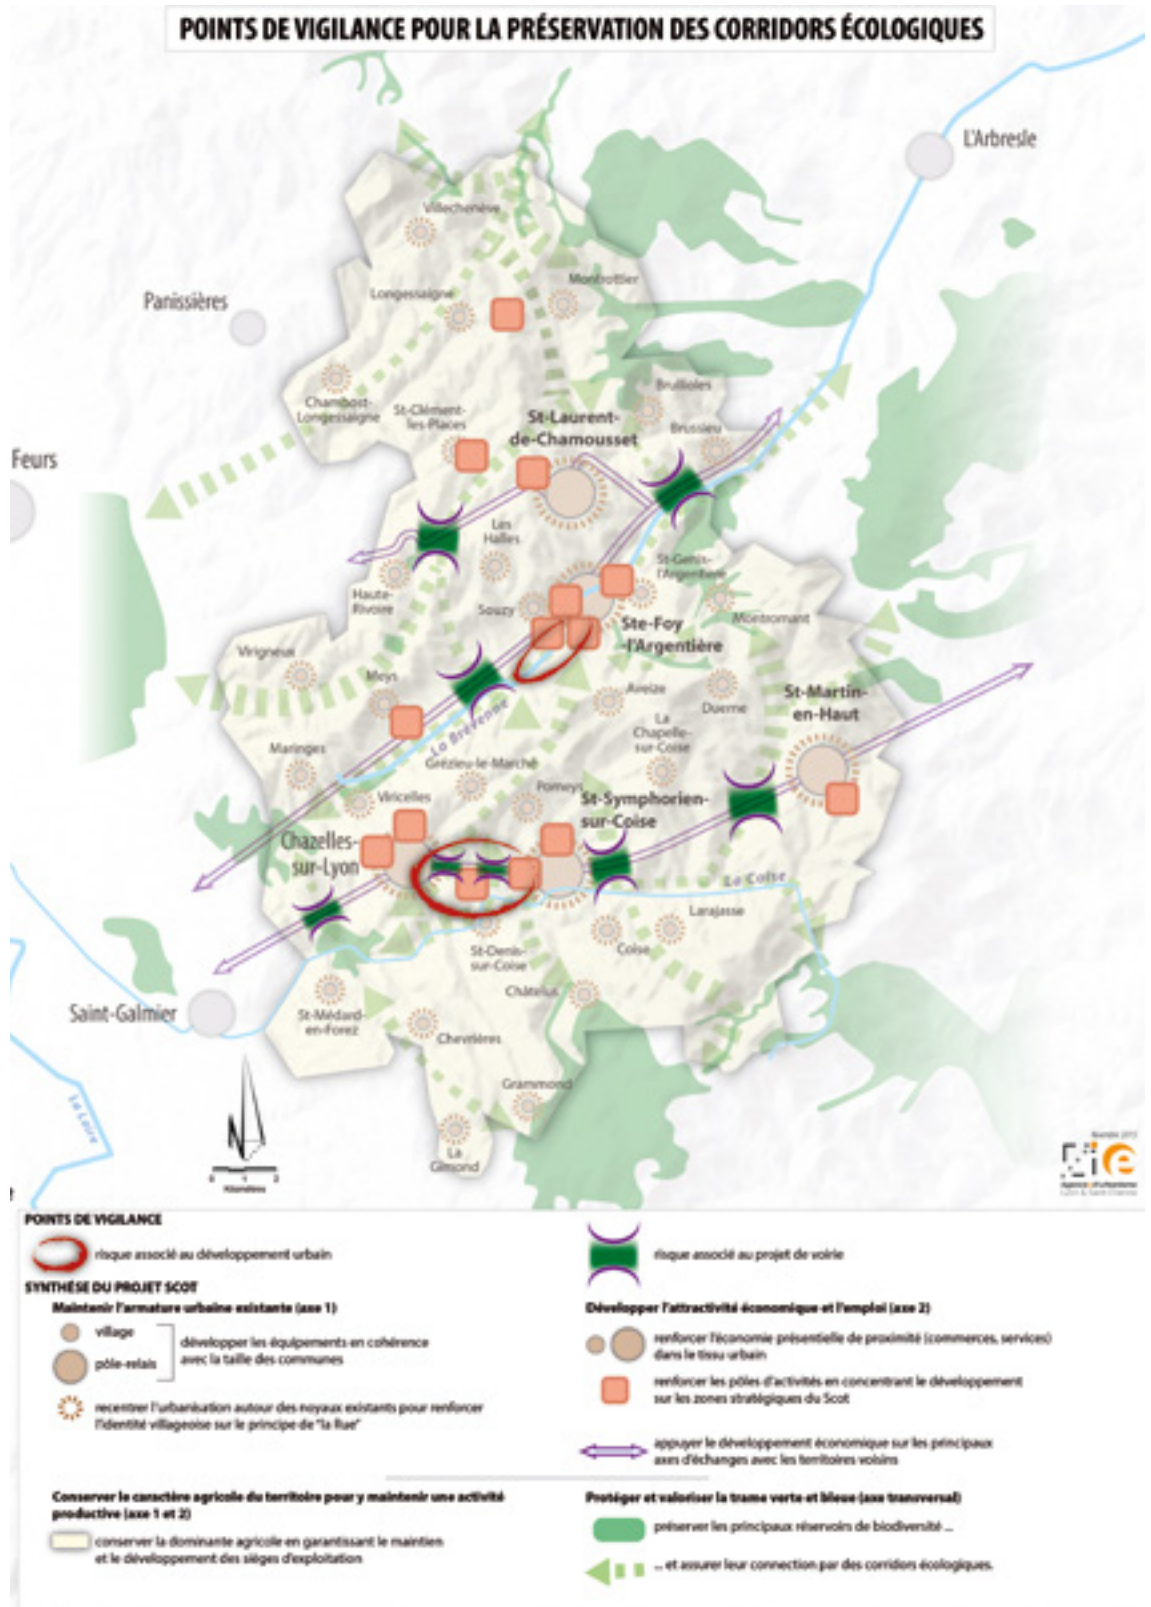 POINTS DE VIGILANCE POUR LA PRÉSERVATION DES CORRIDORS ÉCOLOGIQUES
L'Arbresle
Villechenève
Montrottier
Longessaigne
Panissières
Chambost-
Longessaigne
St-Clément-
les-Places
Brullioles
St-Laurent-
de-Chamousset
Brussieu
Feurs
Les
Halles
St-Genis-
l'Argentière
Haute-
Rivoire
Souzy
Montromant
Ste-Foy
-l'Argentière
Virigneux
Meys
Aveize
Duerne
St-Martin-
en-Haut
La Brévenne
La
Chapelle-
sur-Coise
Maringes
Grézieu-le-Marché
Pomeys
Viricelles
St-Symphorien-
sur-Coise
Chazelles-
sur-Lyon
La Coise
Larajasse
Coise
St-Denis-
sur-Coise
Châtelus
Saint-Galmier
St-Médard-
en-Forez
Chevrières
Grammond
La Loire
La
Gimond
N
0 1 2
Kilomètres
POINTS DE VIGILANCE
risque associé au développement urbain
risque associé au projet de voirie
SYNTHÈSE DU PROJET SCOT
Maintenir l'armature urbaine existante (axe 1)
village
pôle-relais
développer les équipements en cohérence
avec la taille des communes
recentrer l'urbanisation autour des noyaux existants pour renforcer
l'identité villageoise sur le principe de "la Rue"
Développer l'attractivité économique et l'emploi (axe 2)
renforcer l'économie présentielle de proximité (commerces, services)
dans le tissu urbain
renforcer les pôles d'activités en concentrant le développement
sur les zones stratégiques du Scot
appuyer le développement économique sur les principaux
axes d'échanges avec les territoires voisins
Conserver le caractère agricole du territoire pour y maintenir une activité
productive (axe 1 et 2)
conserver la dominante agricole en garantissant le maintien
et le développement des sièges d'exploitation
Protéger et valoriser la trame verte et bleue (axe transversal)
préserver les principaux réservoirs de biodiversité ...
... et assurer leur connection par des corridors écologiques.